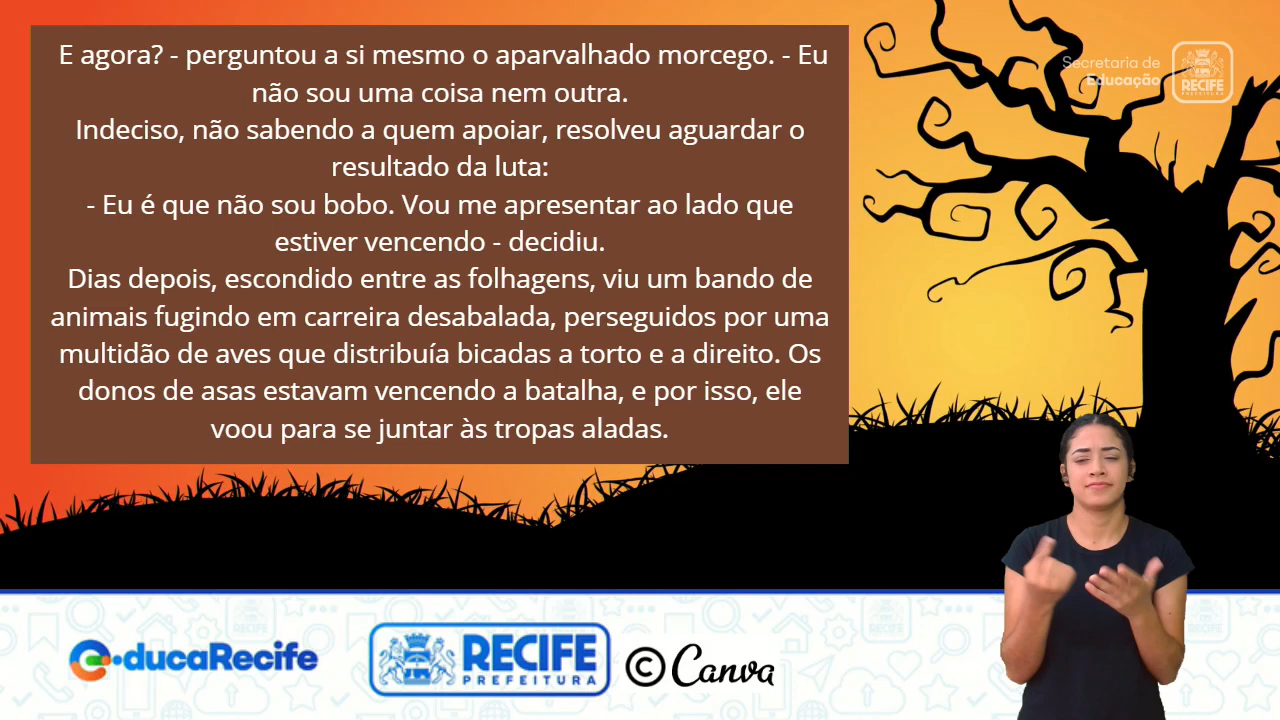 E agora? - perguntou a si mesmo o aparvalhado morcego. - Eu
não sou uma coisa nem outra.
Indeciso, não sabendo a quem apoiar, resolveu aguardar o
resultado da luta:
- Eu é que não sou bobo. Vou me apresentar ao lado que
estiver vencendo - decidiu.
Dias depois, escondido entre as folhagens, viu um bando de
animais fugindo em carreira desabalada, perseguidos por uma
multidão de aves que distribuía bicadas a torto e a direito. Os
donos de asas estavam vencendo a batalha, e por isso, ele
voou para se juntar às tropas aladas.
Secretaria de
Educação
RECIFE
PREFEITURA
EducaRecife
RECIFE
PREFEITURA
© Canva